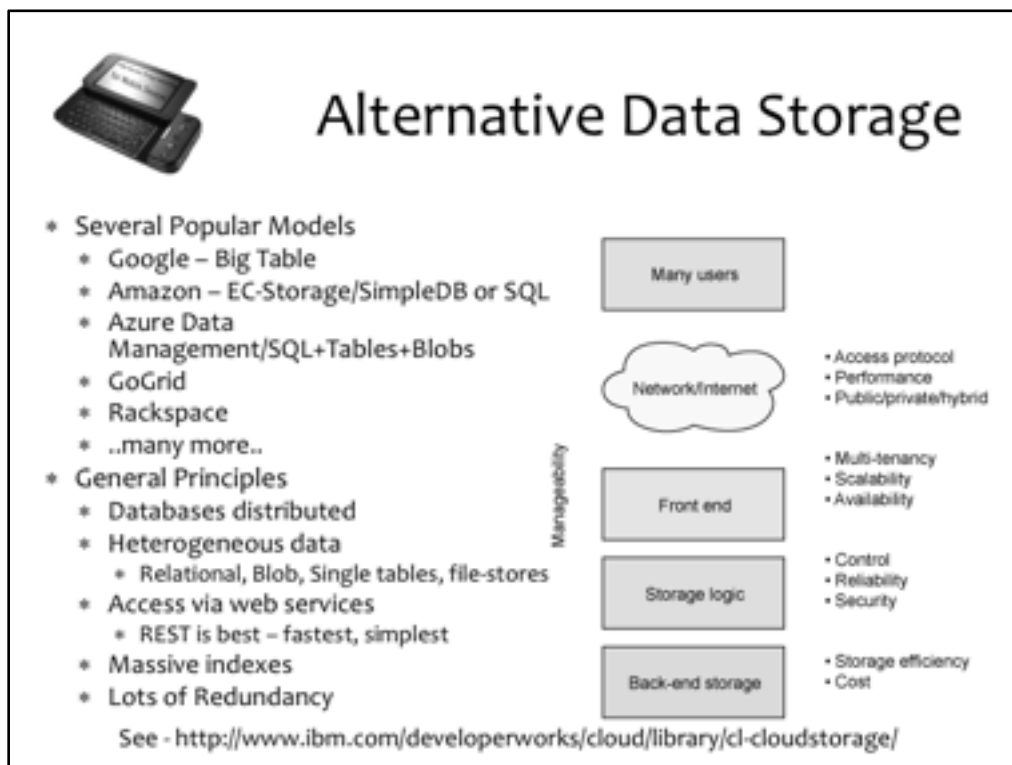 Alternative Data Storage
* Several Popular Models
* Google – Big Table
* Amazon – EC-Storage/SimpleDB or SQL
* Azure Data
Management/SQL+Tables+Blobs
* GoGrid
* Rackspace
* ..many more..
* General Principles
* Databases distributed
* Heterogeneous data
* Relational, Blob, Single tables, file-stores
* Access via web services
* REST is best – fastest, simplest
* Massive indexes
* Lots of Redundancy
Many users
Network/Internet
• Access protocol
• Performance
• Public/private/hybrid
Manageability
Front end
• Multi-tenancy
• Scalability
• Availability
Storage logic
• Control
• Reliability
• Security
Back-end storage
• Storage efficiency
• Cost
See - http://www.ibm.com/developerworks/cloud/library/cl-cloudstorage/